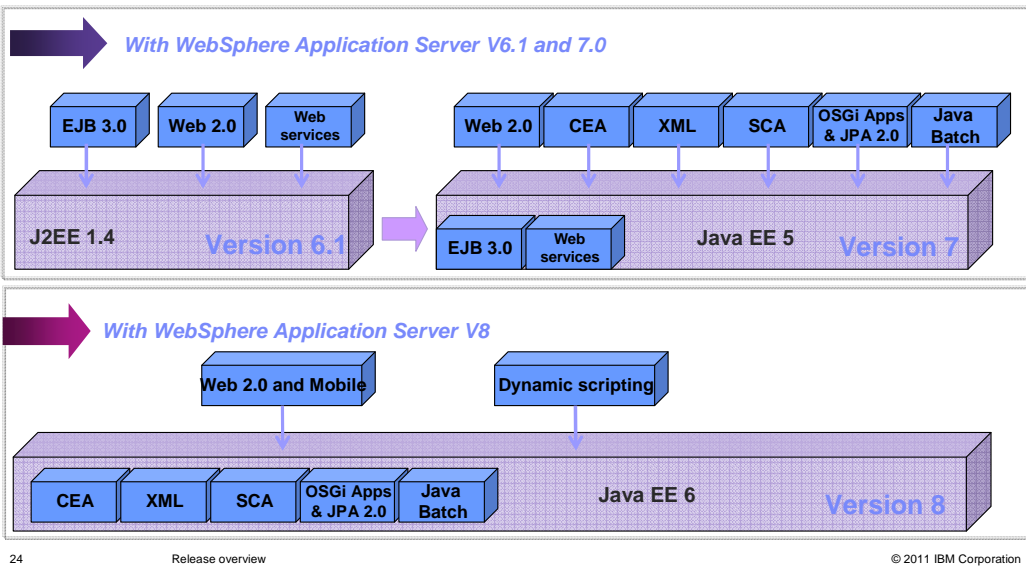 With WebSphere Application Server V6.1 and 7.0
EJB 3.0
Web 2.0
Web
services
Web 2.0
CEA
XML
SCA
OSGi Apps
& JPA 2.0
Java
Batch
J2EE 1.4
Version 6.1
EJB 3.0
Web
services
Java EE 5
Version 7
With WebSphere Application Server V8
Web 2.0 and Mobile
Dynamic scripting
CEA
XML
SCA
OSGi Apps
& JPA 2.0
Java
Batch
Java EE 6
Version 8
24
Release overview
© 2011 IBM Corporation